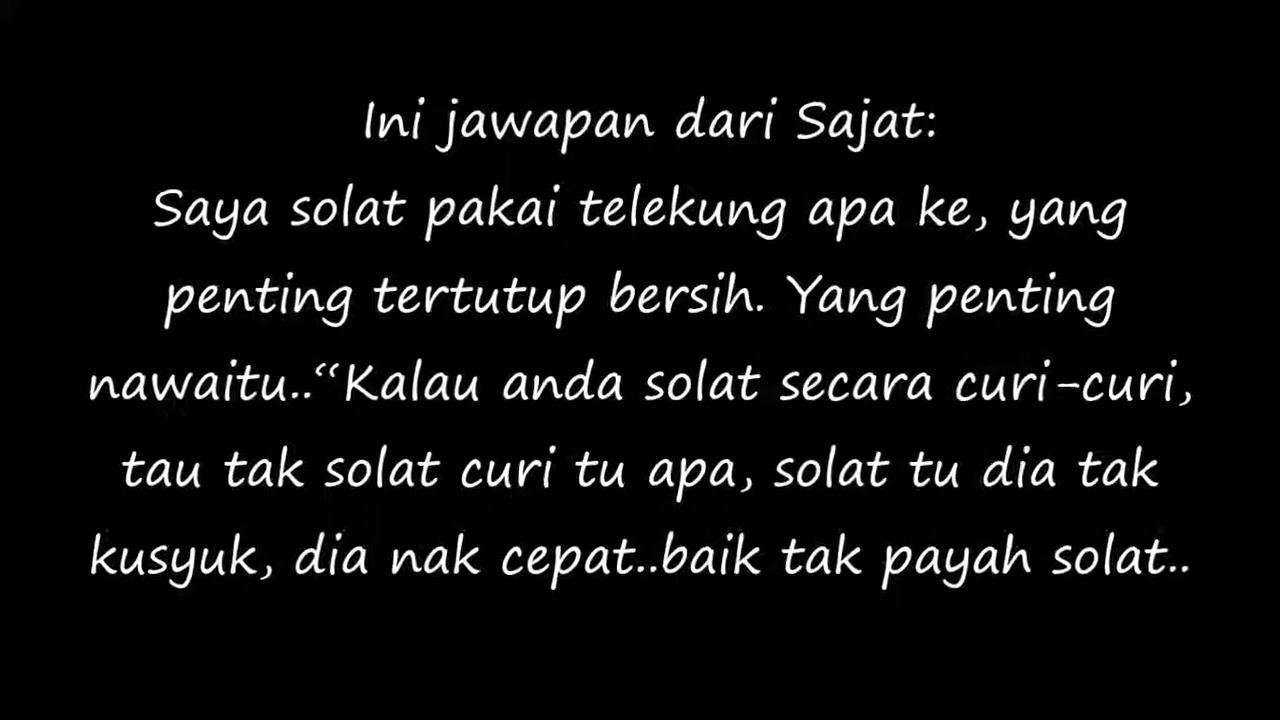 Ini jawapan dari Sajat:
Saya solat pakai telekung apa ke, yang
penting tertutup bersih. Yang penting
nawaitu..“Kalau anda solat secara curi-curi,
tau tak solat curi tu apa, solat tu dia tak
kusyuk, dia nak cepat..baik tak payah solat..